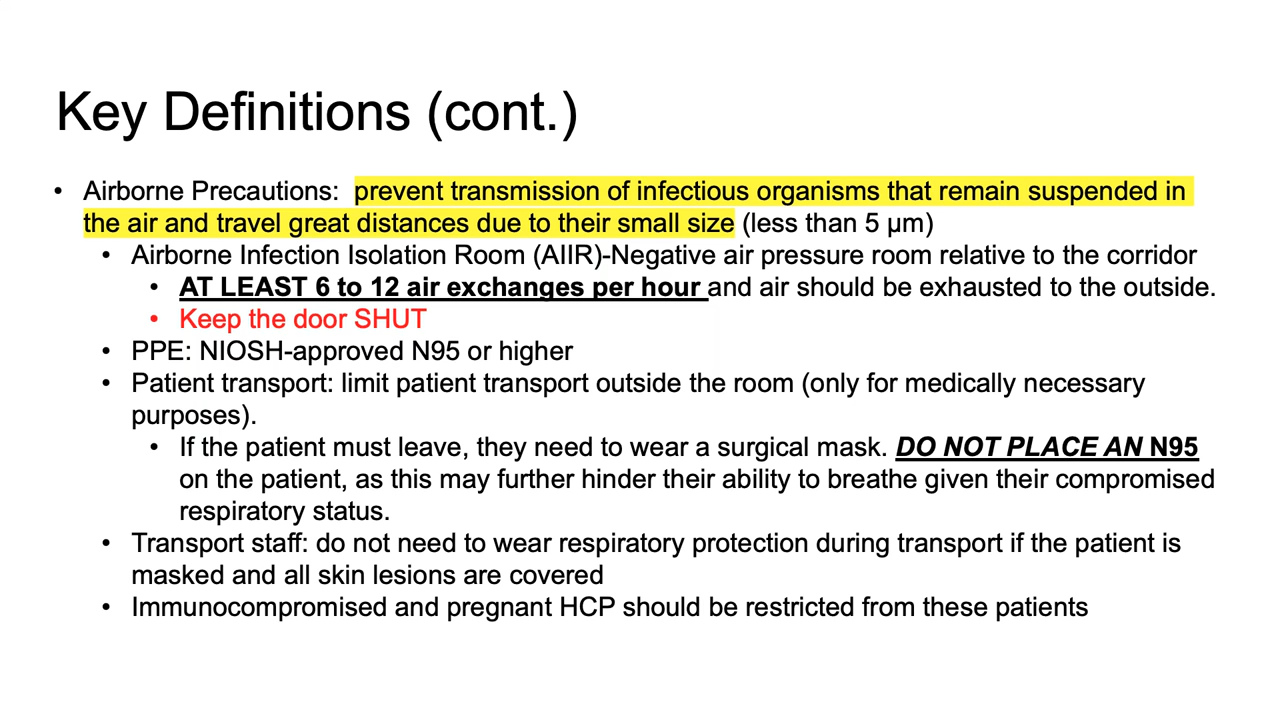 Key Definitions (cont.)
• Airborne Precautions: prevent transmission of infectious organisms that remain suspended in
the air and travel great distances due to their small size (less than 5 µm)
• Airborne Infection Isolation Room (AIIR)-Negative air pressure room relative to the corridor
• AT LEAST 6 to 12 air exchanges per hour and air should be exhausted to the outside.
• Keep the door SHUT
• PPE: NIOSH-approved N95 or higher
• Patient transport: limit patient transport outside the room (only for medically necessary
purposes).
• If the patient must leave, they need to wear a surgical mask. DO NOT PLACE AN N95
on the patient, as this may further hinder their ability to breathe given their compromised
respiratory status.
• Transport staff: do not need to wear respiratory protection during transport if the patient is
masked and all skin lesions are covered
• Immunocompromised and pregnant HCP should be restricted from these patients